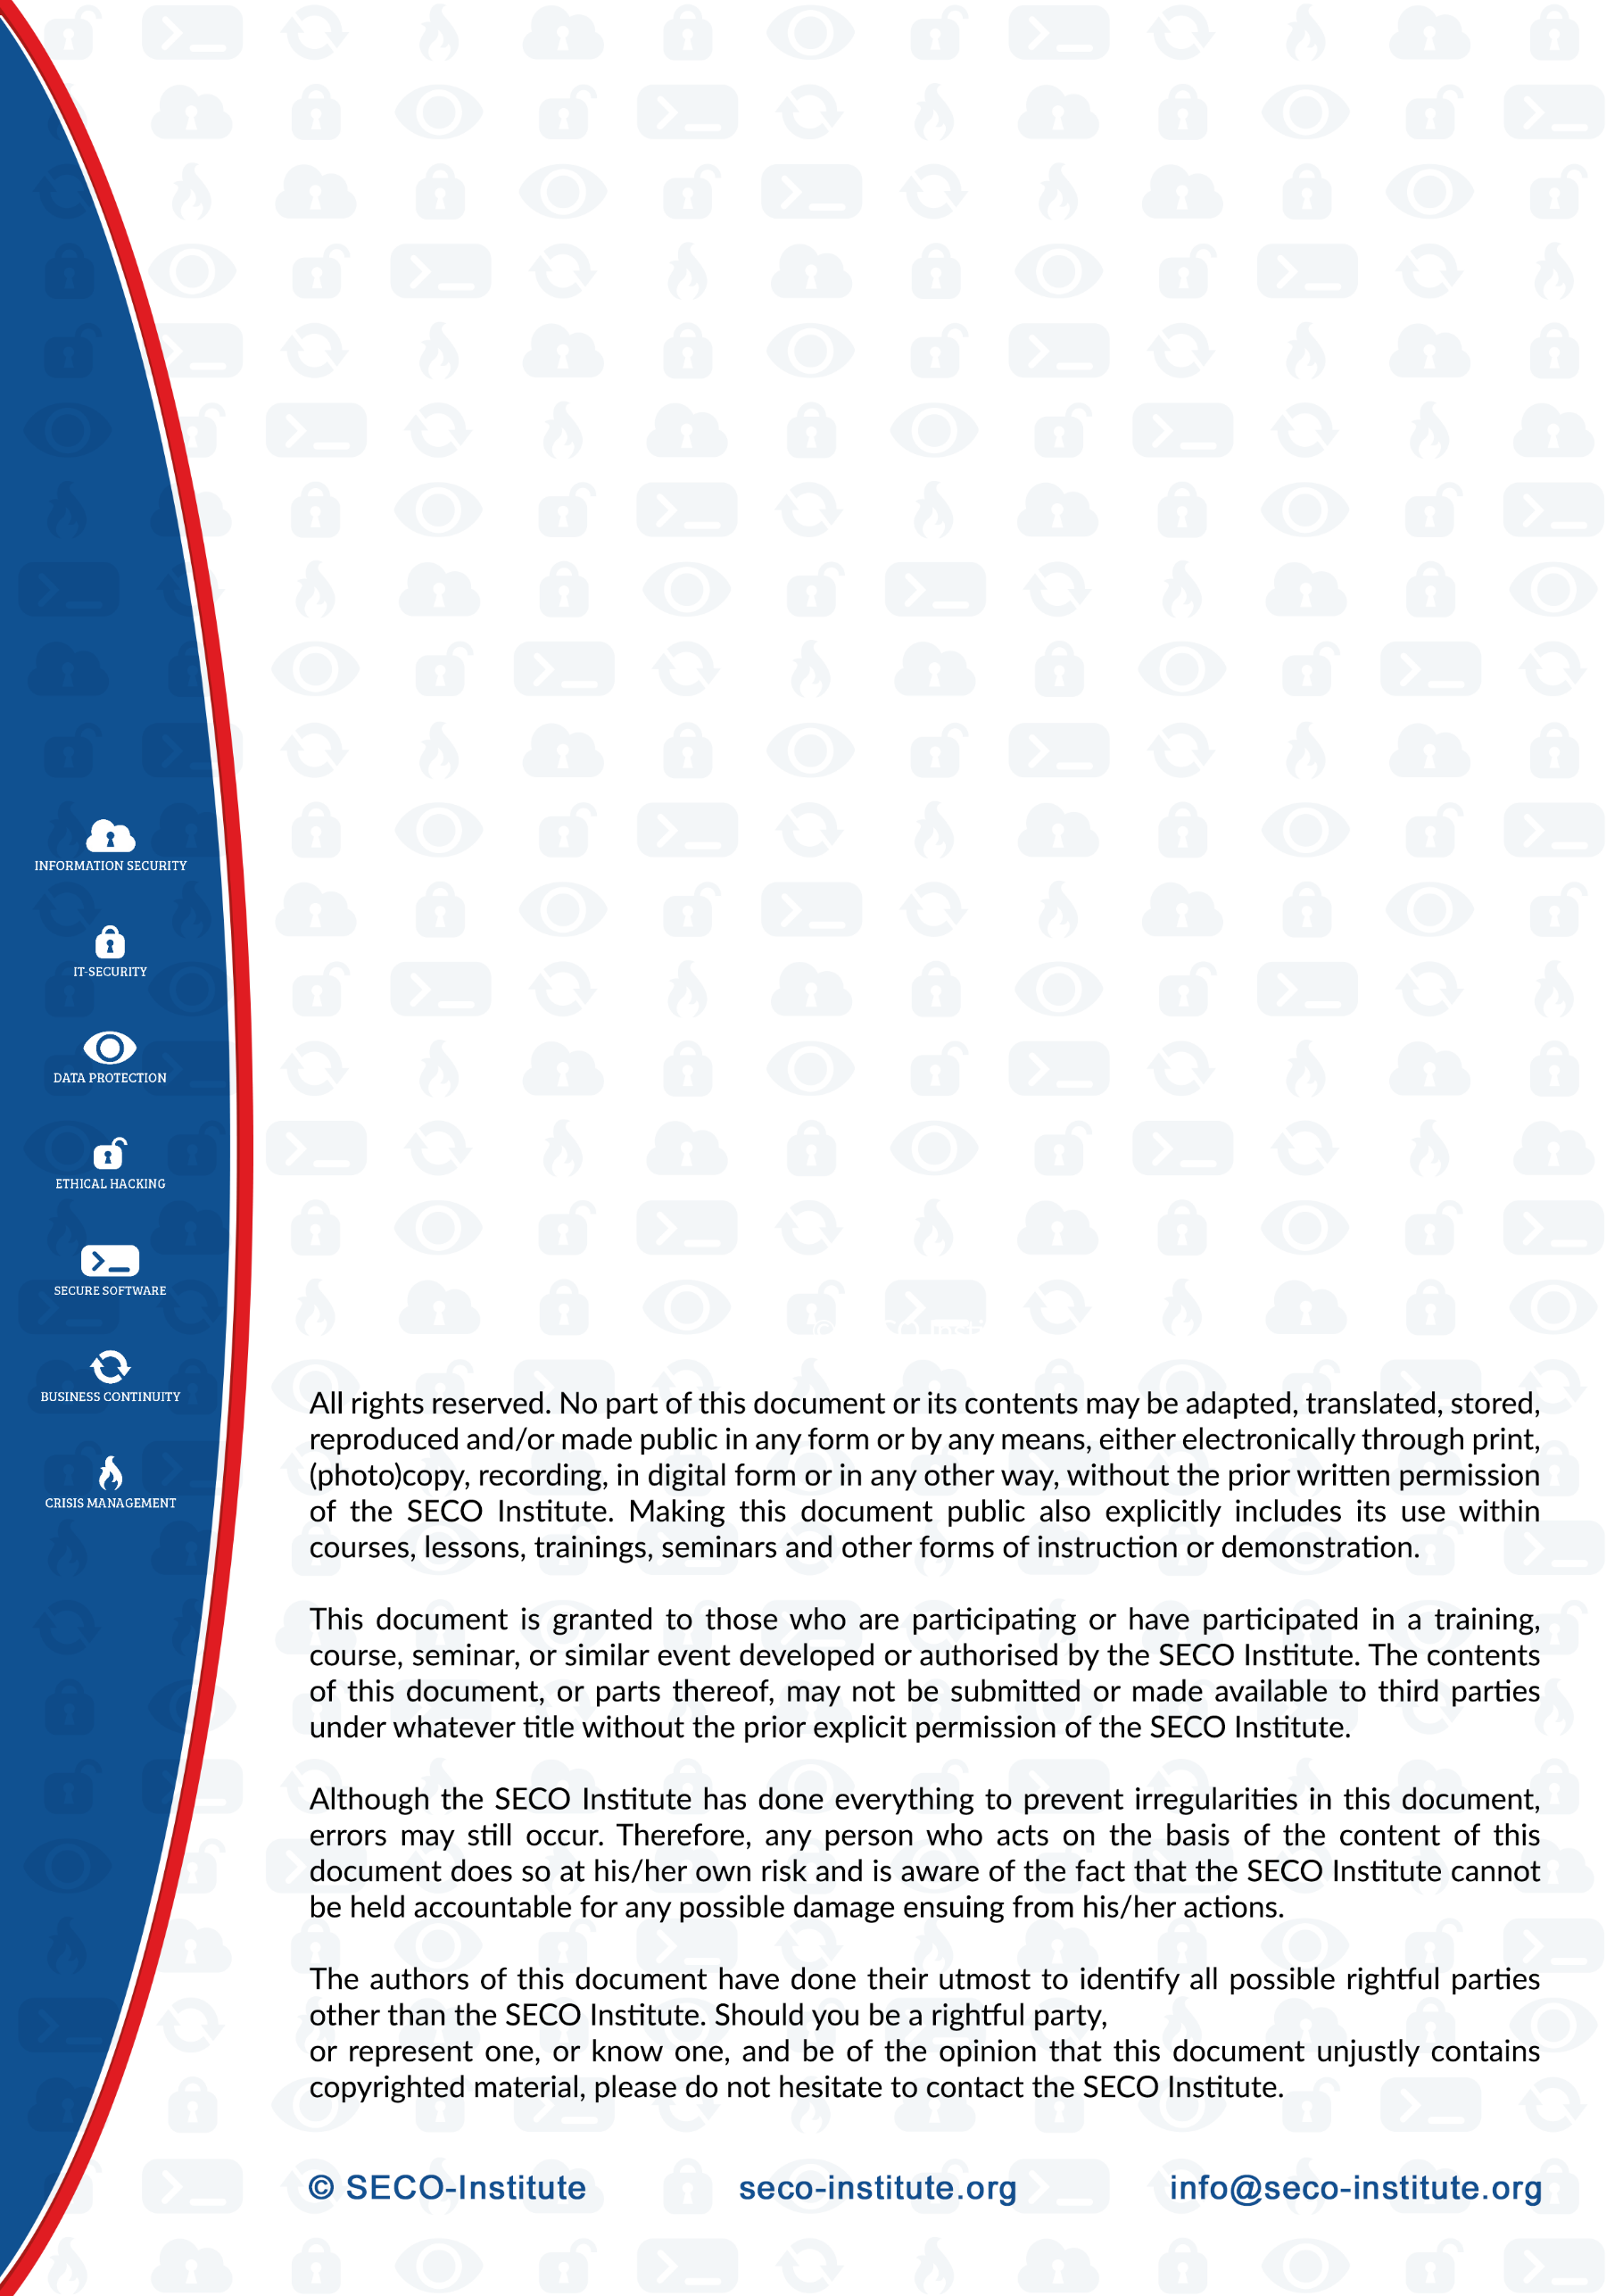 INFORMATION SECURITY
IT-SECURITY
DATA PROTECTION
ETHICAL HACKING
SECURE SOFTWARE
BUSINESS CONTINUITY
CRISIS MANAGEMENT
All rights reserved. No part of this document or its contents may be adapted, translated, stored,
reproduced and/or made public in any form or by any means, either electronically through print,
(photo)copy, recording, in digital form or in any other way, without the prior written permission
of the SECO Institute. Making this document public also explicitly includes its use within
courses, lessons, trainings, seminars and other forms of instruction or demonstration.
This document is granted to those who are participating or have participated in a training,
course, seminar, or similar event developed or authorised by the SECO Institute. The contents
of this document, or parts thereof, may not be submitted or made available to third parties
under whatever title without the prior explicit permission of the SECO Institute.
Although the SECO Institute has done everything to prevent irregularities in this document,
errors may still occur. Therefore, any person who acts on the basis of the content of this
document does so at his/her own risk and is aware of the fact that the SECO Institute cannot
be held accountable for any possible damage ensuing from his/her actions.
The authors of this document have done their utmost to identify all possible rightful parties
other than the SECO Institute. Should you be a rightful party,
or represent one, or know one, and be of the opinion that this document unjustly contains
copyrighted material, please do not hesitate to contact the SECO Institute.
© SECO-Institute seco-institute.org info@seco-institute.org